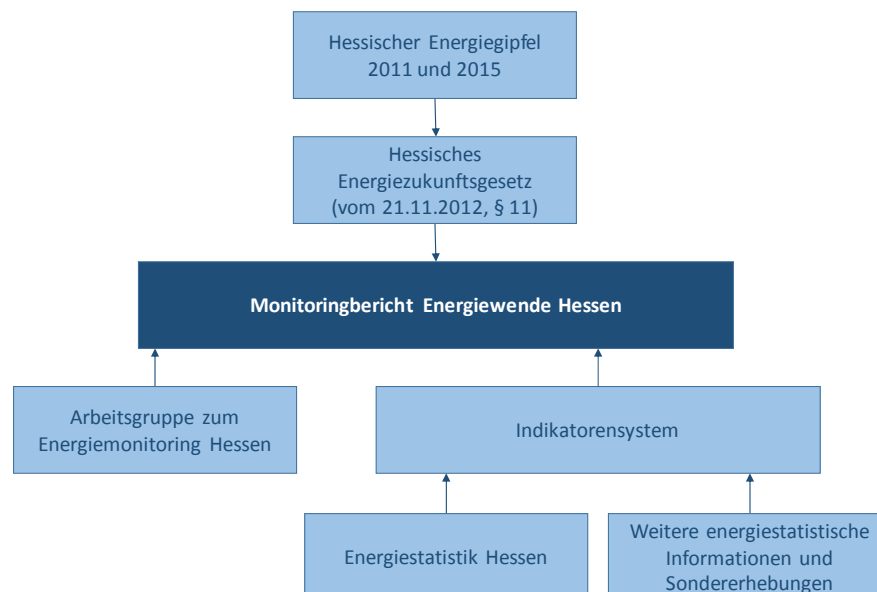 Hessischer Energiegipfel
2011 und 2015
Hessisches
Energiezukunftsgesetz
(vom 21.11.2012, § 11)
Monitoringbericht Energiewende Hessen
Arbeitsgruppe zum
Energiemonitoring Hessen
Indikatorensystem
Energiestatistik Hessen
Weitere energiestatistische
Informationen und
Sondererhebungen